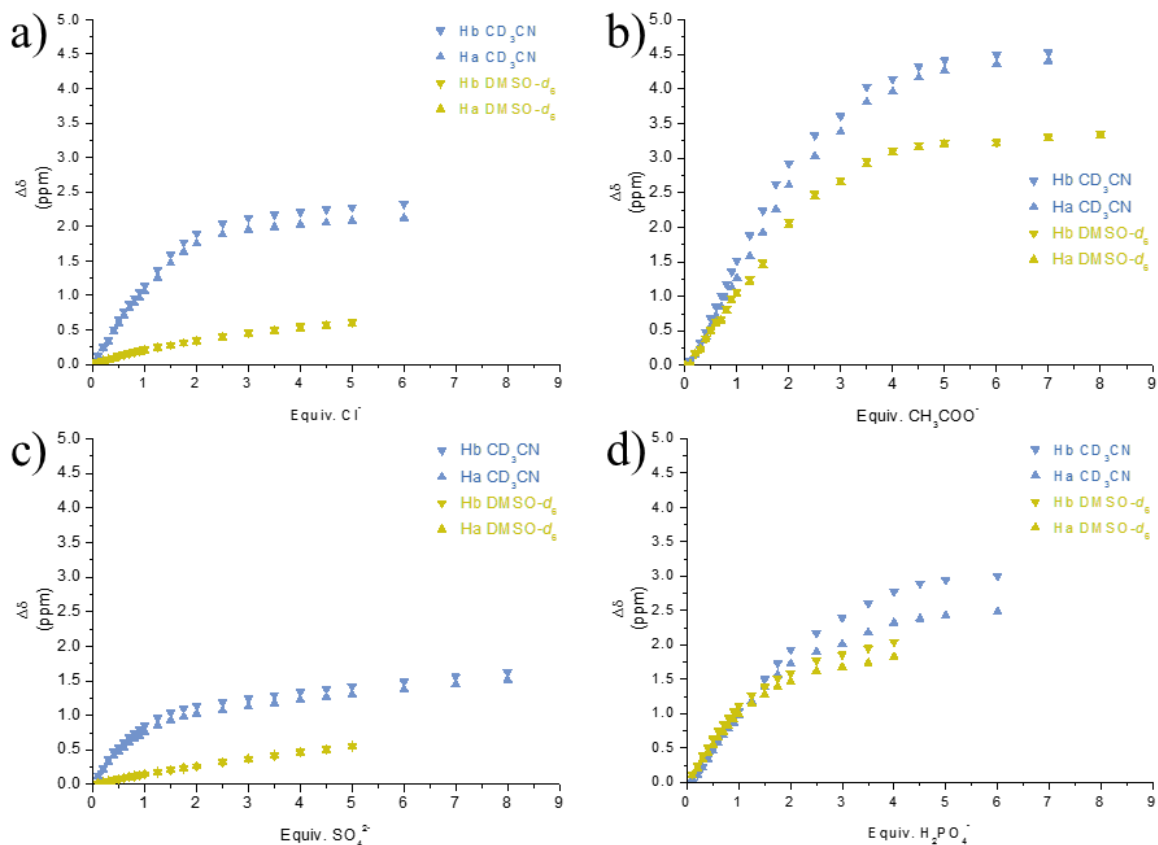 a)
Hb CD₃CN
Ha CD₃CN
Hb DMSO-d₆
Ha DMSO-d₆
5.0
4.5
4.0
3.5
3.0
2.5
2.0
1.5
1.0
0.5
0.0
Δδ
(ppm)
0 1 2 3 4 5 6 7 8 9
Equiv. Cl⁻
b)
5.0
4.5
4.0
3.5
3.0
2.5
2.0
1.5
1.0
0.5
0.0
Δδ
(ppm)
Hb CD₃CN
Ha CD₃CN
Hb DMSO-d₆
Ha DMSO-d₆
0 1 2 3 4 5 6 7 8 9
Equiv. CH₃COO⁻
c)
Hb CD₃CN
Ha CD₃CN
Hb DMSO-d₆
Ha DMSO-d₆
5.0
4.5
4.0
3.5
3.0
2.5
2.0
1.5
1.0
0.5
0.0
Δδ
(ppm)
0 1 2 3 4 5 6 7 8 9
Equiv. SO₄²⁻
d)
Hb CD₃CN
Ha CD₃CN
Hb DMSO-d₆
Ha DMSO-d₆
5.0
4.5
4.0
3.5
3.0
2.5
2.0
1.5
1.0
0.5
0.0
Δδ
(ppm)
0 1 2 3 4 5 6 7 8 9
Equiv. H₂PO₄⁻